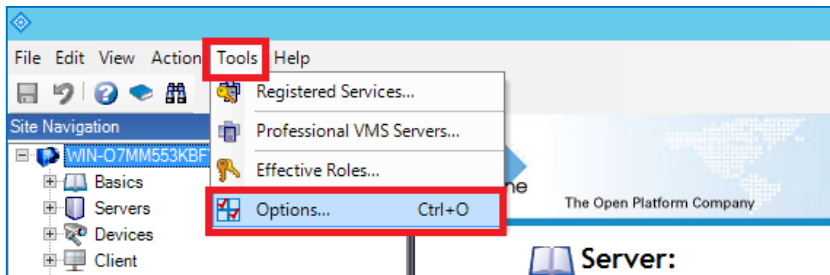 File Edit View Action Tools Help
Registered Services...
Site Navigation
Professional VMS Servers...
WIN-O7MM553KBF
Effective Roles...
Basics
ne
The Open Platform Company
Servers
Options... Ctrl+O
Devices
Client
Server: